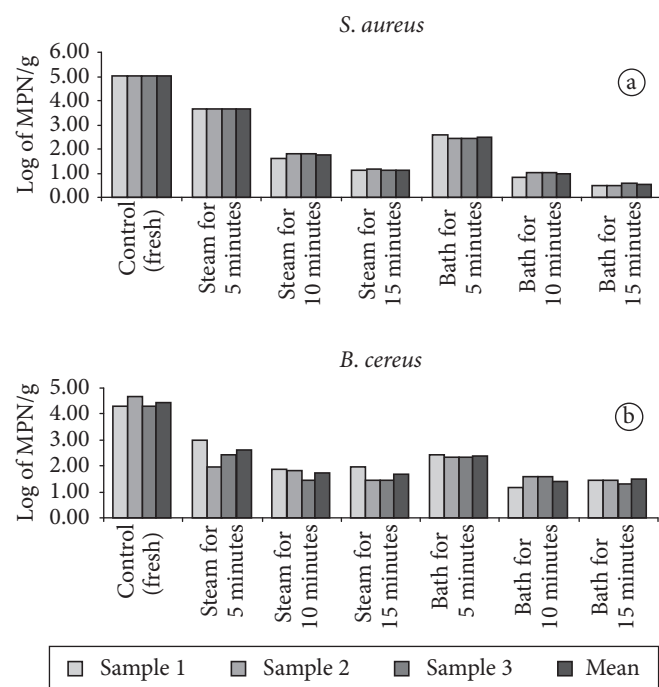 S. aureus
a
Log of MPN/g
6.00
5.00
4.00
3.00
2.00
1.00
0.00
Control
(fresh)
Steam for
5 minutes
Steam for
10 minutes
Steam for
15 minutes
Bath for
5 minutes
Bath for
10 minutes
Bath for
15 minutes
B. cereus
b
Log of MPN/g
5.00
4.00
3.00
2.00
1.00
0.00
Control
(fresh)
Steam for
5 minutes
Steam for
10 minutes
Steam for
15 minutes
Bath for
5 minutes
Bath for
10 minutes
Bath for
15 minutes
Sample 1 Sample 2 Sample 3 Mean